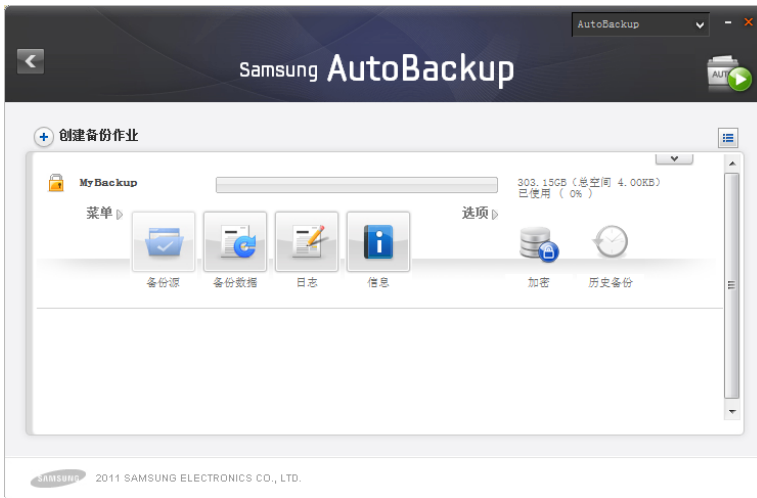 AutoBackup
Samsung AutoBackup
AUTO
创建备份作业
MyBackup
303.15GB (总空间 4.00KB)
已使用 ( 0% )
菜单
选项
备份源
备份数据
日志
信息
加密
历史备份
SAMSUNG
2011 SAMSUNG ELECTRONICS CO., LTD.